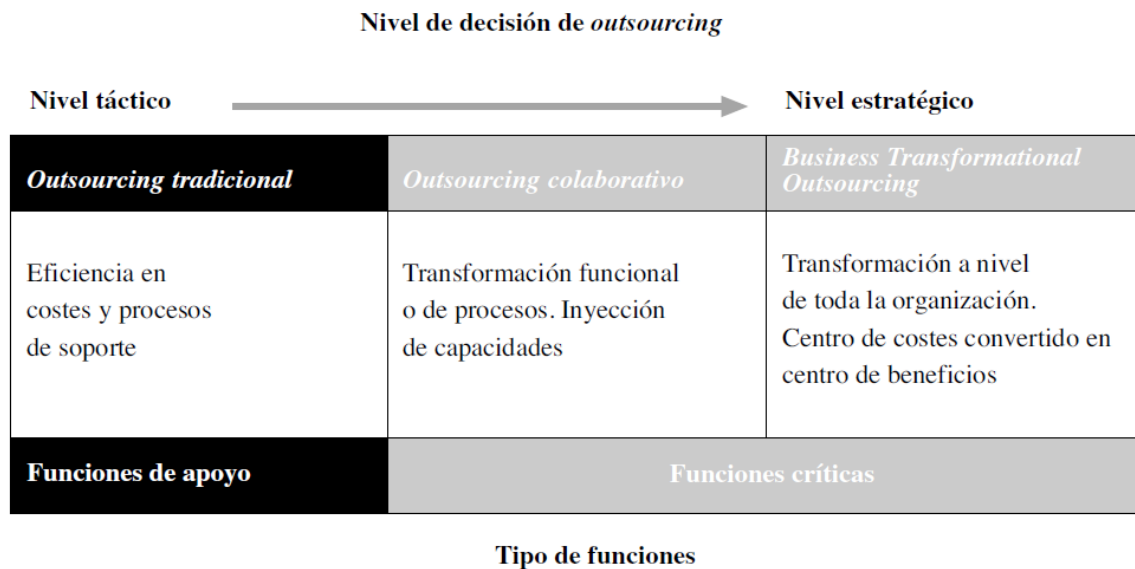 Nivel de decisión de outsourcing
Nivel táctico
Nivel estratégico
Outsourcing tradicional
Outsourcing colaborativo
Business Transformational
Outsourcing
Eficiencia en
costes y procesos
de soporte
Transformación funcional
o de procesos. Inyección
de capacidades
Transformación a nivel
de toda la organización.
Centro de costes convertido en
centro de beneficios
Funciones de apoyo
Funciones críticas
Tipo de funciones